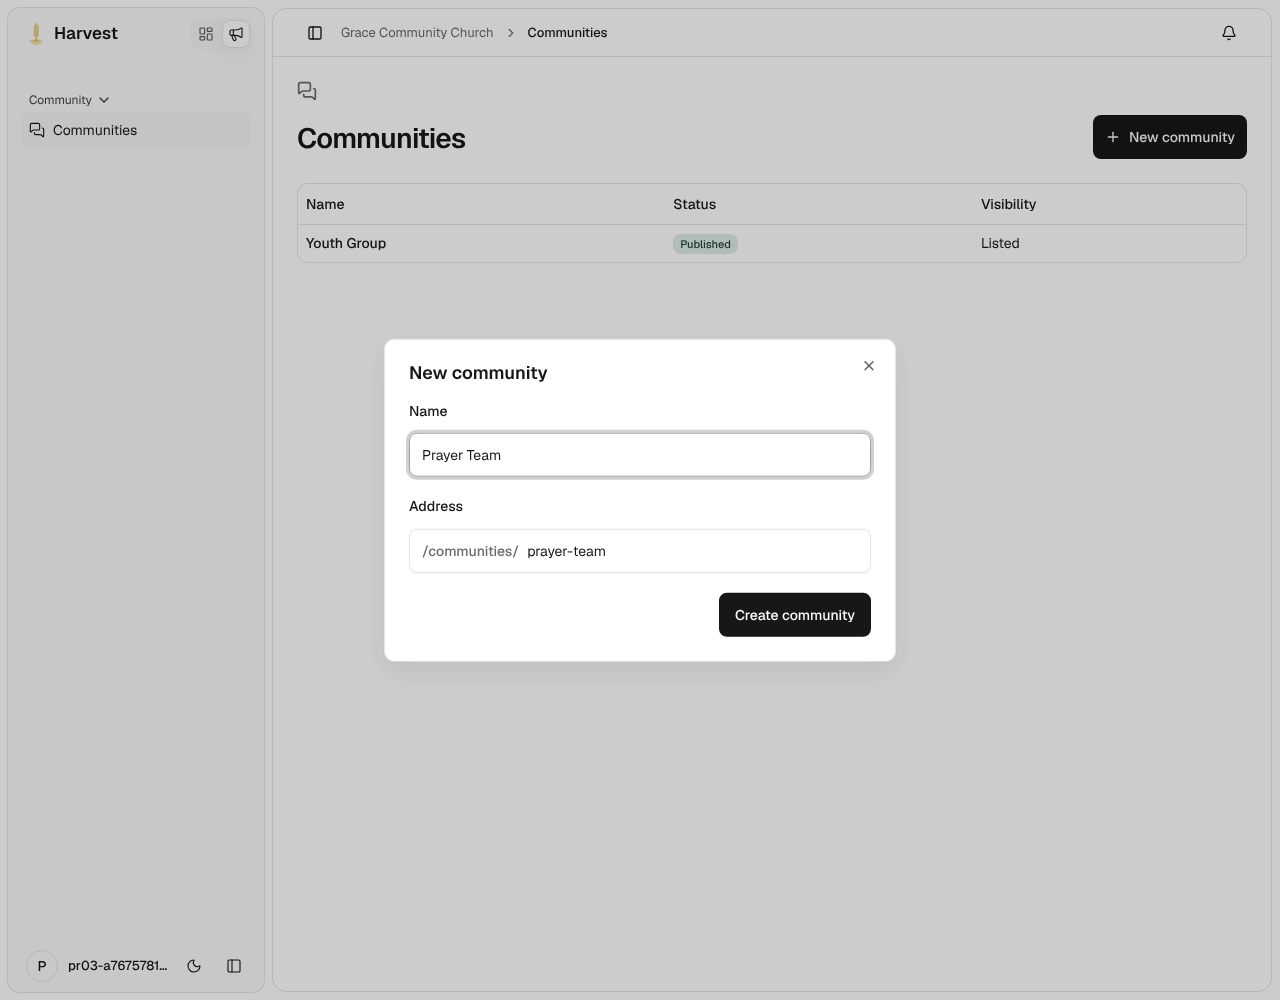 Harvest
Grace Community Church > Communities
Community
Communities
Communities
New community
Name Status Visibility
Youth Group Published Listed
New community
Name
Prayer Team
Address
/communities/ prayer-team
Create community
P pr03-a7675781...